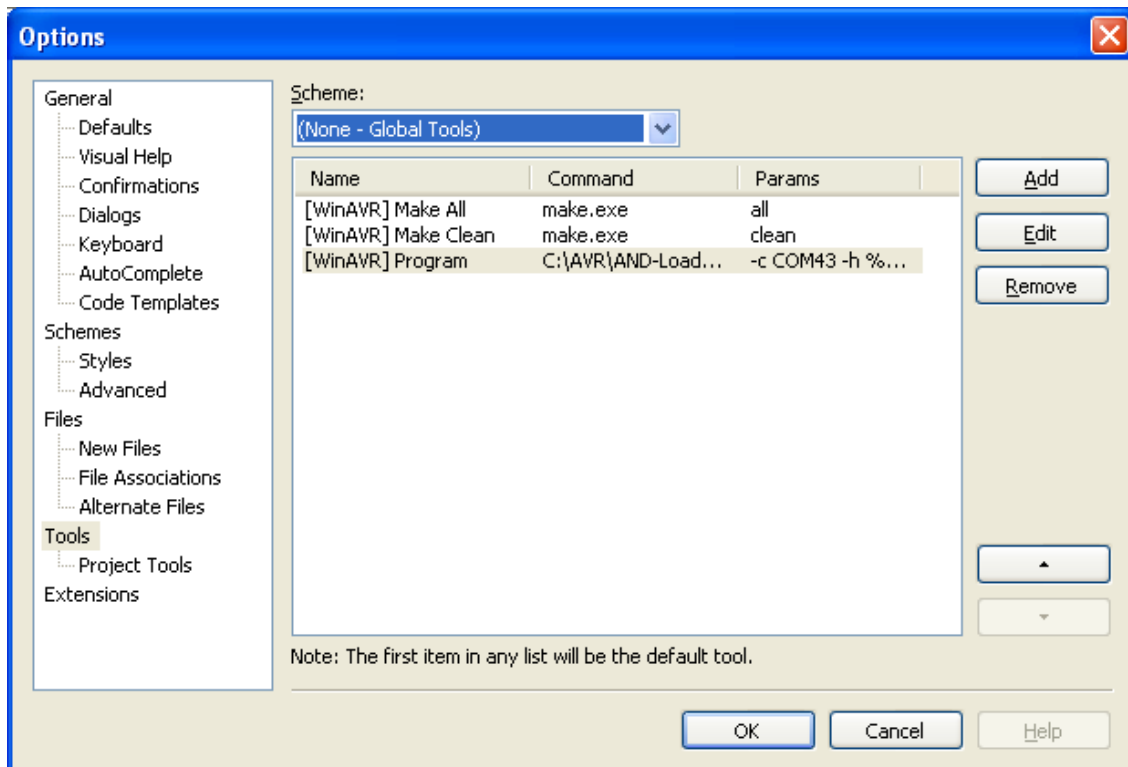 Options
General
Defaults
Visual Help
Confirmations
Dialogs
Keyboard
AutoComplete
Code Templates
Schemes
Styles
Advanced
Files
New Files
File Associations
Alternate Files
Tools
Project Tools
Extensions
Scheme:
(None - Global Tools)
Name Command Params
[WinAVR] Make All make.exe all
[WinAVR] Make Clean make.exe clean
[WinAVR] Program C:\AVR\AND-Load... -c COM43 -h %...
Add
Edit
Remove
Note: The first item in any list will be the default tool.
OK Cancel Help